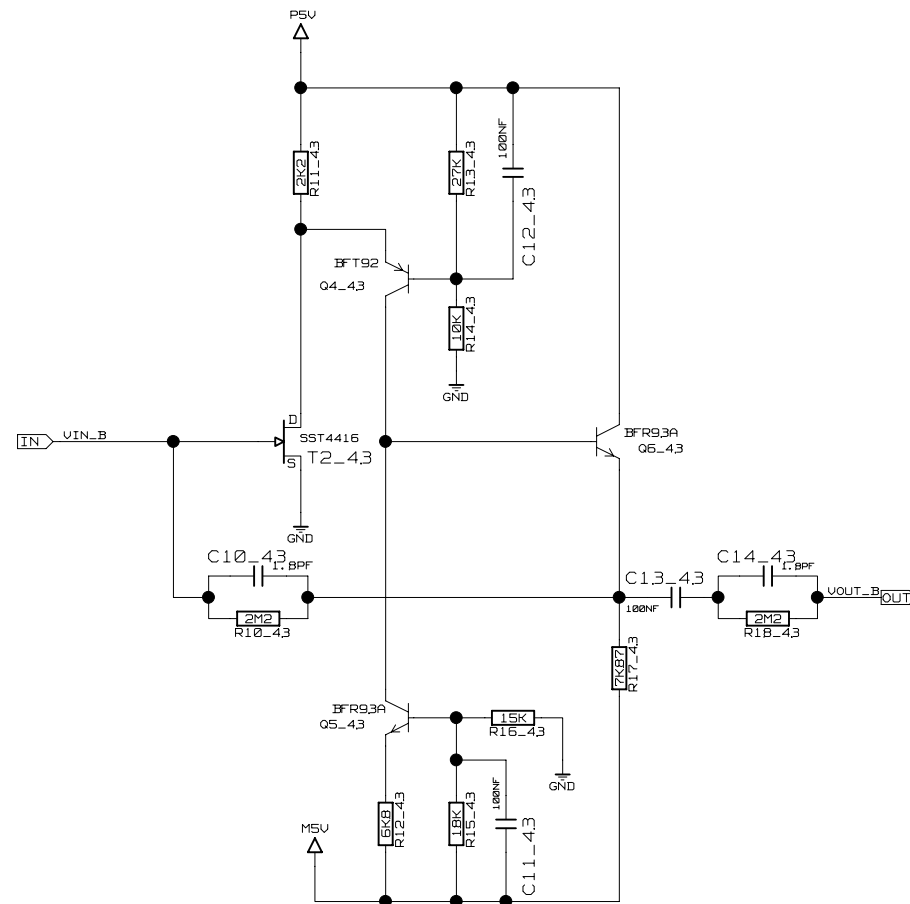 P5V
2K2
R11_43
27K
R13_43
100NF
C12_43
BFT92
Q4_43
10K
R14_43
GND
IN
VIN_B
D
S
SST4416
T2_43
GND
BFR93A
Q6_43
C10_43
1.8PF
2M2
R10_43
C13_43
100NF
C14_43
1.8PF
2M2
R18_43
VOUT_B
OUT
7K87
R17_43
BFR93A
Q5_43
15K
R16_43
GND
6K8
R12_43
18K
R15_43
100NF
C11_43
M5V